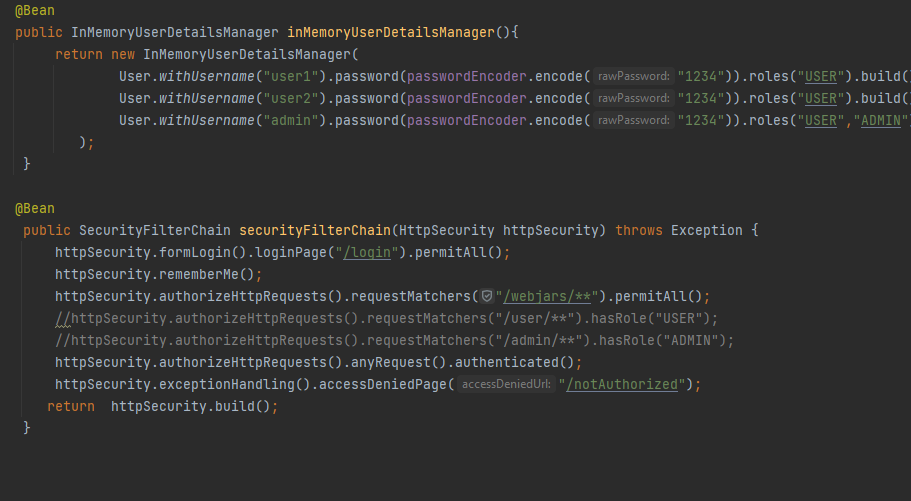 @Bean
public InMemoryUserDetailsManager inMemoryUserDetailsManager(){
return new InMemoryUserDetailsManager(
User.withUsername("user1").password(passwordEncoder.encode( rawPassword: "1234")).roles("USER").build()
User.withUsername("user2").password(passwordEncoder.encode( rawPassword: "1234")).roles("USER").build()
User.withUsername("admin").password(passwordEncoder.encode( rawPassword: "1234")).roles("USER","ADMIN"
);
}
@Bean
public SecurityFilterChain securityFilterChain(HttpSecurity httpSecurity) throws Exception {
httpSecurity.formLogin().loginPage("/login").permitAll();
httpSecurity.rememberMe();
httpSecurity.authorizeHttpRequests().requestMatchers("/webjars/**").permitAll();
//httpSecurity.authorizeHttpRequests().requestMatchers("/user/**").hasRole("USER");
//httpSecurity.authorizeHttpRequests().requestMatchers("/admin/**").hasRole("ADMIN");
httpSecurity.authorizeHttpRequests().anyRequest().authenticated();
httpSecurity.exceptionHandling().accessDeniedPage( accessDeniedUrl: "/notAuthorized");
return httpSecurity.build();
}